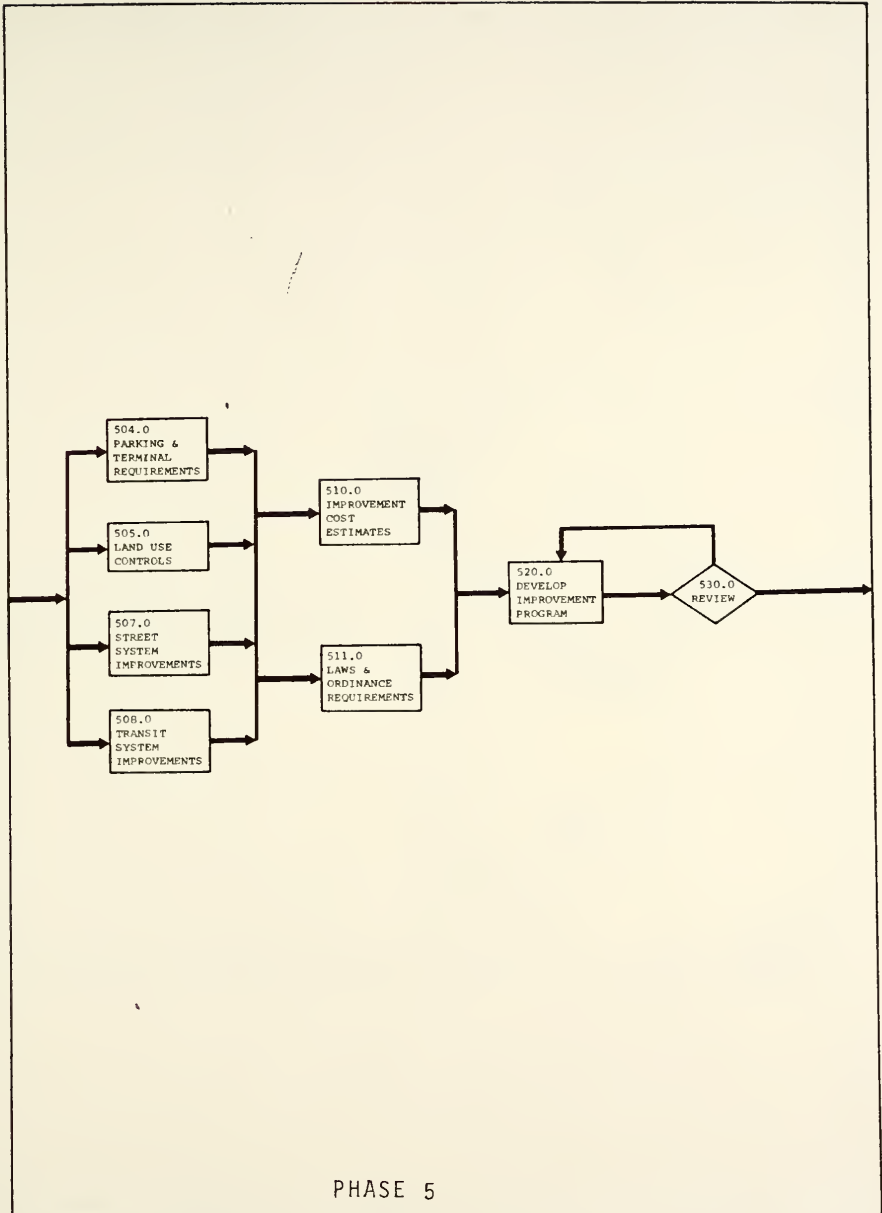 504.0
PARKING &
TERMINAL
REQUIREMENTS
505.0
LAND USE
CONTROLS
507.0
STREET
SYSTEM
IMPROVEMENTS
508.0
TRANSIT
SYSTEM
IMPROVEMENTS
510.0
IMPROVEMENT
COST
ESTIMATES
511.0
LAWS &
ORDINANCE
REQUIREMENTS
520.0
DEVELOP
IMPROVEMENT
PROGRAM
530.0
REVIEW
PHASE 5